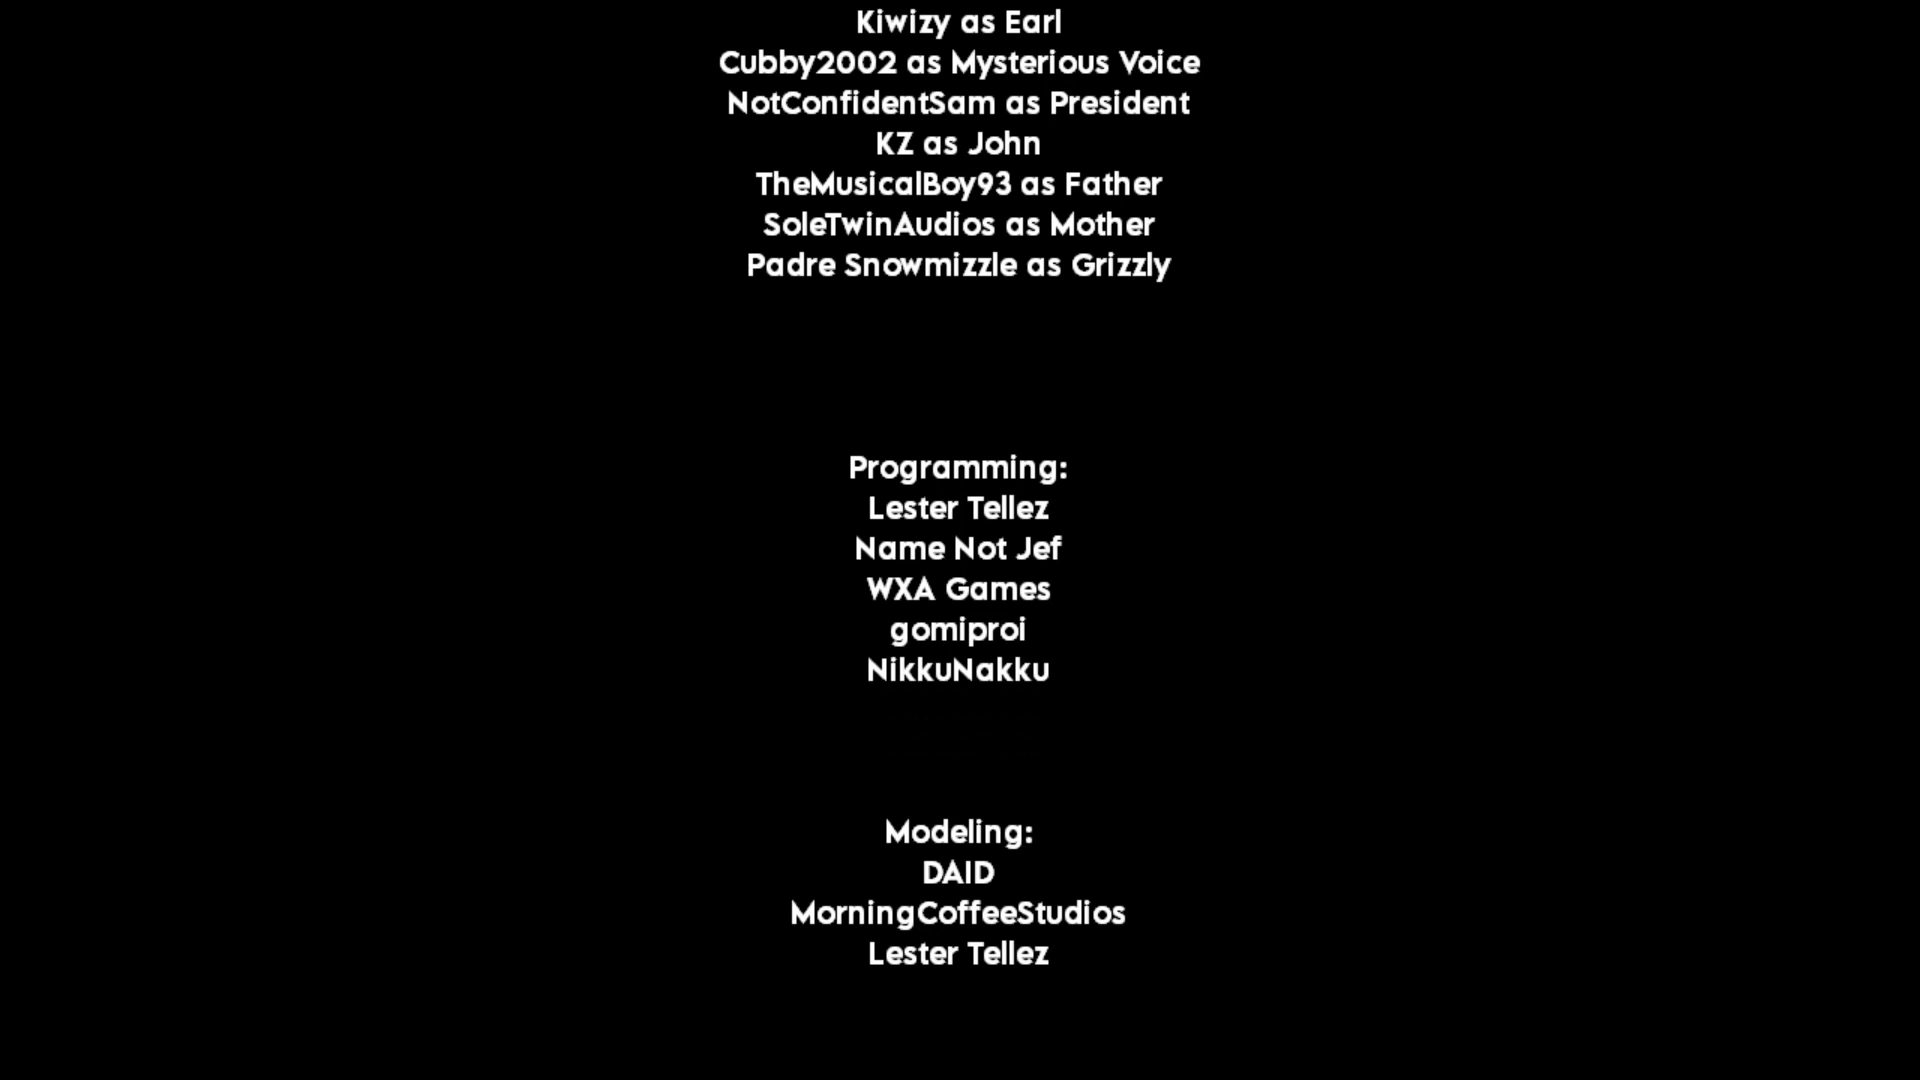 Kiwizy as Earl
Cubby2002 as Mysterious Voice
NotConfidentSam as President
KZ as John
TheMusicalBoy93 as Father
SoleTwinAudios as Mother
Padre Snowmizzle as Grizzly
Programming:
Lester Tellez
Name Not Jef
WXA Games
gomiproi
NikkuNakku
Modeling:
DAID
MorningCoffeeStudios
Lester Tellez